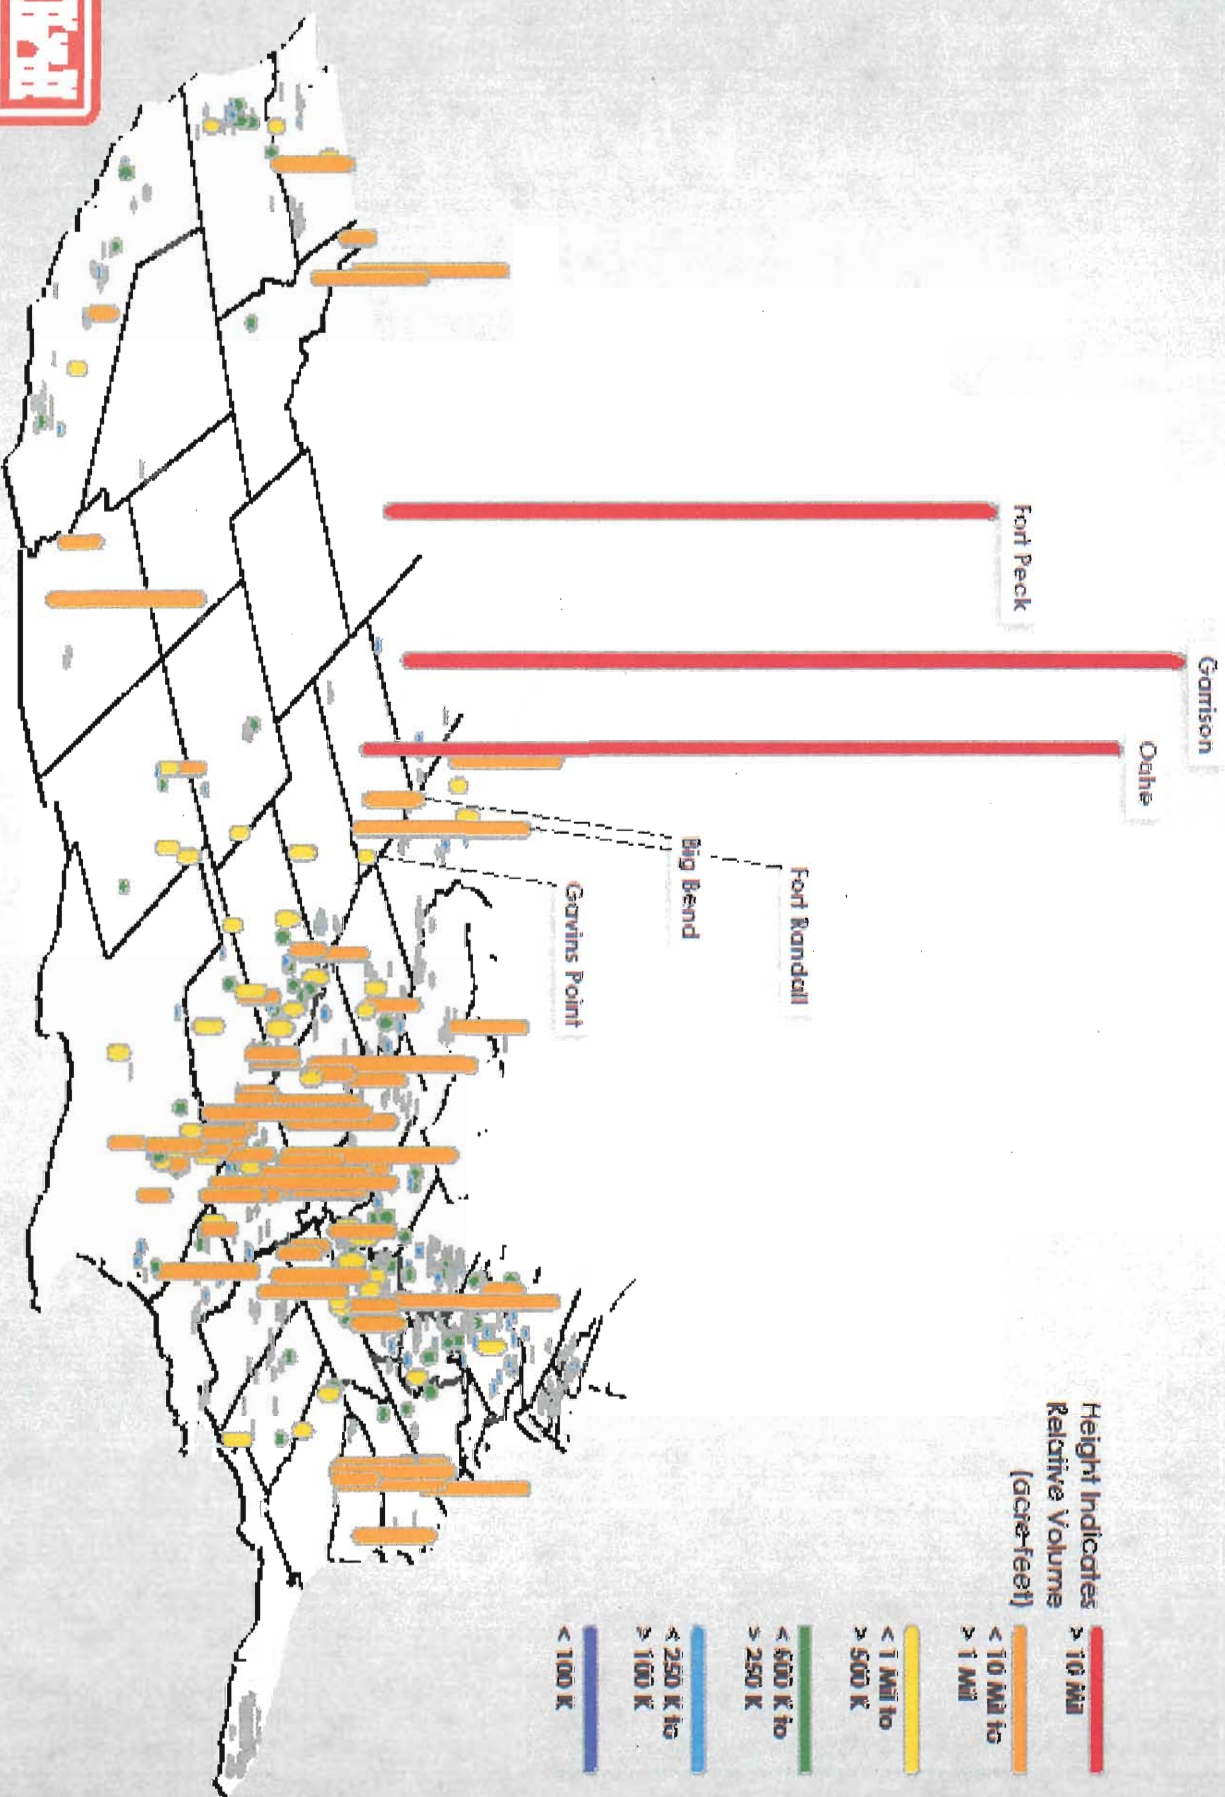 Fort Peck
Garrison
Oahe
Big Bend
Fort Randall
Gavins Point
Height Indicates
Relative Volume
(acre-feet)
> 10 Mil
< 10 Mil to
> 1 Mil
< 1 Mil to
> 500 K
< 500 K to
> 250 K
< 250 K to
> 100 K
< 100 K